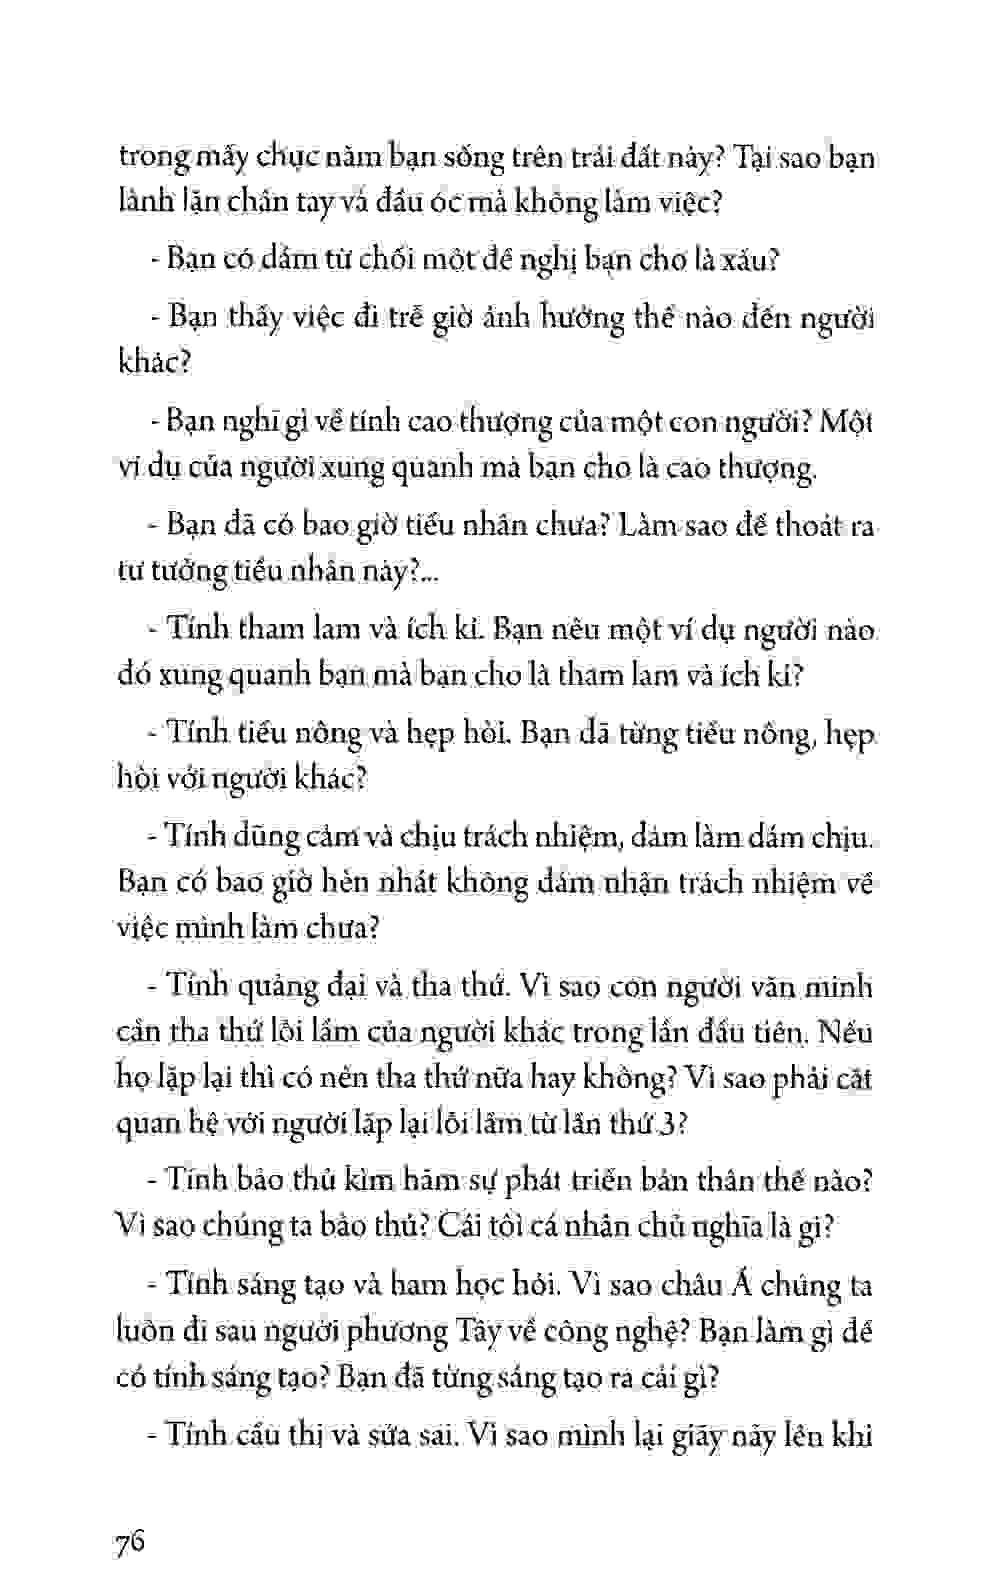 trong mấy chục năm bạn sống trên trái đất này? Tại sao bạn
lành lặn chân tay và đầu óc mà không làm việc?
- Bạn có dám từ chối một đề nghị bạn cho là xấu?
- Bạn thấy việc đi trễ giờ ảnh hưởng thế nào đến người
khác?
- Bạn nghĩ gì về tính cao thượng của một con người? Một
ví dụ của người xung quanh mà bạn cho là cao thượng.
- Bạn đã có bao giờ tiểu nhân chưa? Làm sao để thoát ra
tư tưởng tiểu nhân này?...
- Tính tham lam và ích kỉ. Bạn nêu một ví dụ người nào
đó xung quanh bạn mà bạn cho là tham lam và ích kỉ?
- Tính tiểu nông và hẹp hòi. Bạn đã từng tiểu nông, hẹp
hòi với người khác?
- Tính dũng cảm và chịu trách nhiệm, dám làm dám chịu.
Bạn có bao giờ hèn nhát không dám nhận trách nhiệm về
việc mình làm chưa?
- Tính quảng đại và tha thứ. Vì sao con người văn minh
cần tha thứ lỗi lầm của người khác trong lần đầu tiên. Nếu
họ lặp lại thì có nên tha thứ nữa hay không? Vì sao phải cắt
quan hệ với người lặp lại lỗi lầm từ lần thứ 3?
- Tính bảo thủ kìm hãm sự phát triển bản thân thế nào?
Vì sao chúng ta bảo thủ? Cái tôi cá nhân chủ nghĩa là gì?
- Tính sáng tạo và ham học hỏi. Vì sao châu Á chúng ta
luôn đi sau người phương Tây về công nghệ? Bạn làm gì để
có tính sáng tạo? Bạn đã từng sáng tạo ra cái gì?
- Tính cầu thị và sửa sai. Vì sao mình lại giãy nảy lên khi
76